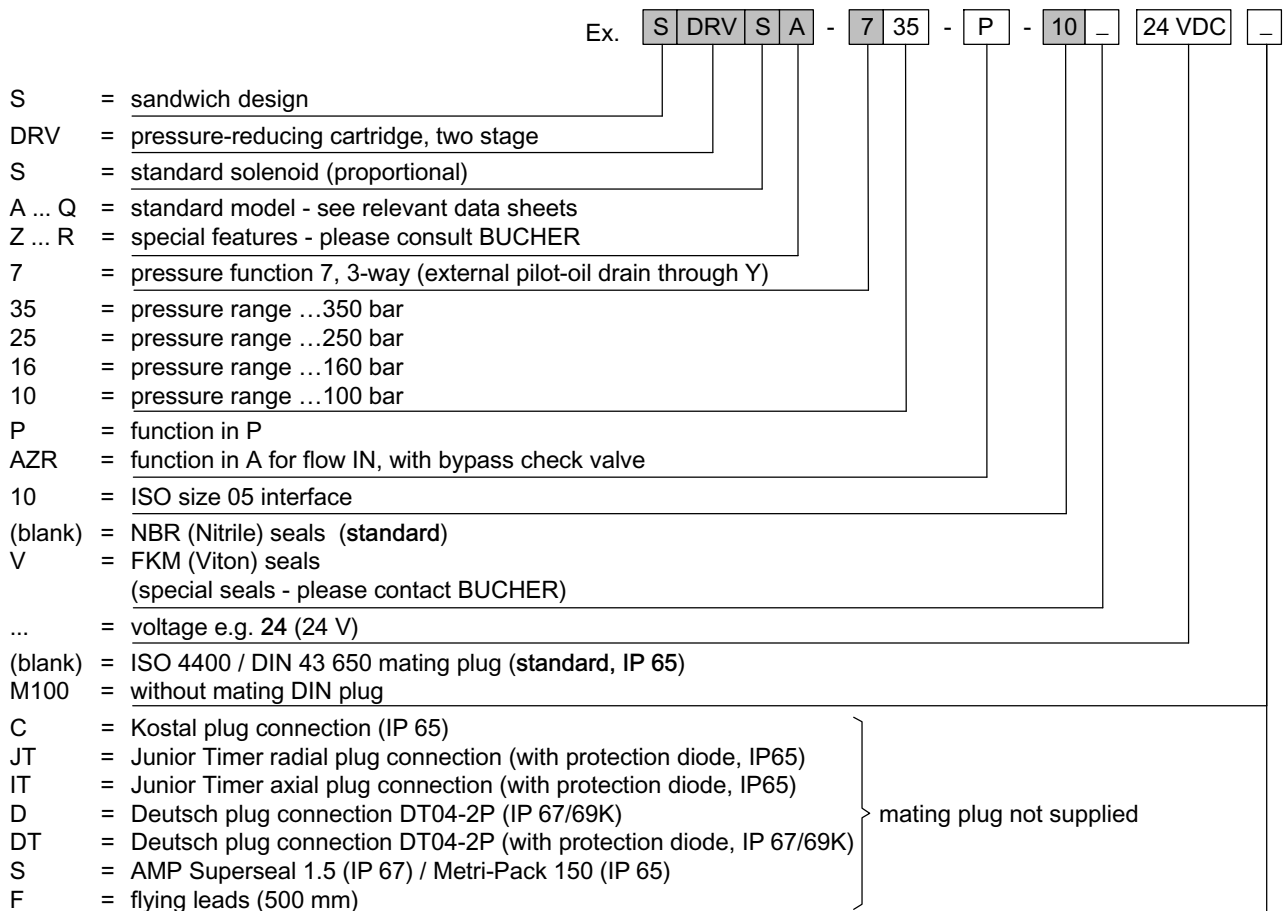 Ex. S DRV S A - 7 35 - P - 10 _ 24 VDC _
S = sandwich design
DRV = pressure-reducing cartridge, two stage
S = standard solenoid (proportional)
A ... Q = standard model - see relevant data sheets
Z ... R = special features - please consult BUCHER
7 = pressure function 7, 3-way (external pilot-oil drain through Y)
35 = pressure range …350 bar
25 = pressure range …250 bar
16 = pressure range …160 bar
10 = pressure range …100 bar
P = function in P
AZR = function in A for flow IN, with bypass check valve
10 = ISO size 05 interface
(blank) = NBR (Nitrile) seals (standard)
V = FKM (Viton) seals
(special seals - please contact BUCHER)
... = voltage e.g. 24 (24 V)
(blank) = ISO 4400 / DIN 43 650 mating plug (standard, IP 65)
M100 = without mating DIN plug
C = Kostal plug connection (IP 65)
JT = Junior Timer radial plug connection (with protection diode, IP65)
IT = Junior Timer axial plug connection (with protection diode, IP65)
D = Deutsch plug connection DT04-2P (IP 67/69K)
mating plug not supplied
DT = Deutsch plug connection DT04-2P (with protection diode, IP 67/69K)
S = AMP Superseal 1.5 (IP 67) / Metri-Pack 150 (IP 65)
F = flying leads (500 mm)